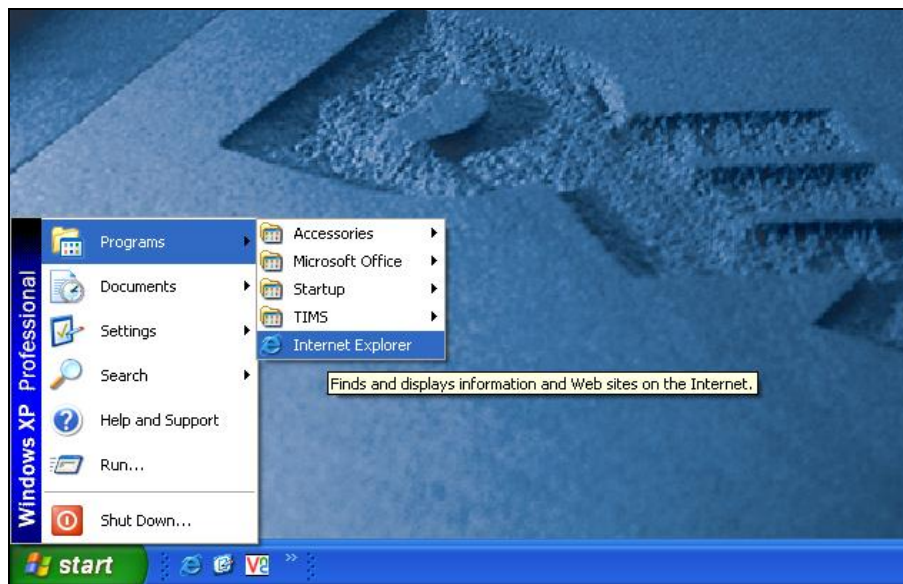 Windows XP Professional
Programs
Documents
Settings
Search
Help and Support
Run...
Shut Down...
Accessories
Microsoft Office
Startup
TIMS
Internet Explorer
Finds and displays information and Web sites on the Internet.
start